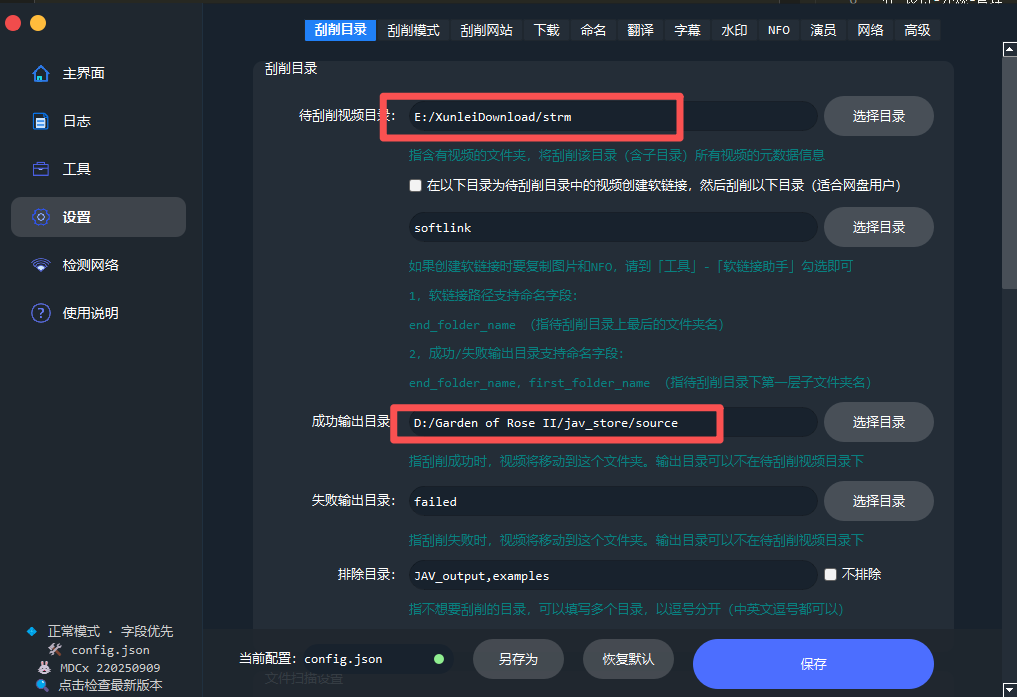 刮削目录 刮削模式 刮削网站 下载 命名 翻译 字幕 水印 NFO 演员 网络 高级
主界面
日志
工具
设置
检测网络
使用说明
刮削目录
待刮削视频目录: E:/XunleiDownload/strm 选择目录
指含有视频的文件夹，将刮削该目录（含子目录）所有视频的元数据信息
在以下目录为待刮削目录中的视频创建软链接，然后刮削以下目录（适合网盘用户）
softlink 选择目录
如果创建软链接时要复制图片和NFO，请到「工具」-「软链接助手」勾选即可
1，软链接路径支持命名字段：
end_folder_name （指待刮削目录上最后的文件夹名）
2，成功/失败输出目录支持命名字段：
end_folder_name，first_folder_name （指待刮削目录下第一层子文件夹名）
成功输出目录 D:/Garden of Rose II/jav_store/source 选择目录
指刮削成功时，视频将移动到这个文件夹。输出目录可以不在待刮削视频目录下
失败输出目录: failed 选择目录
指刮削失败时，视频将移动到这个文件夹。输出目录可以不在待刮削视频目录下
排除目录: JAV_output,examples 不排除
指不想要刮削的目录，可以填写多个目录，以逗号分开（中英文逗号都可以）
文件扫描设置
当前配置: config.json 另存为 恢复默认 保存
正常模式 · 字段优先
config.json
MDCx 220250909
点击检查最新版本